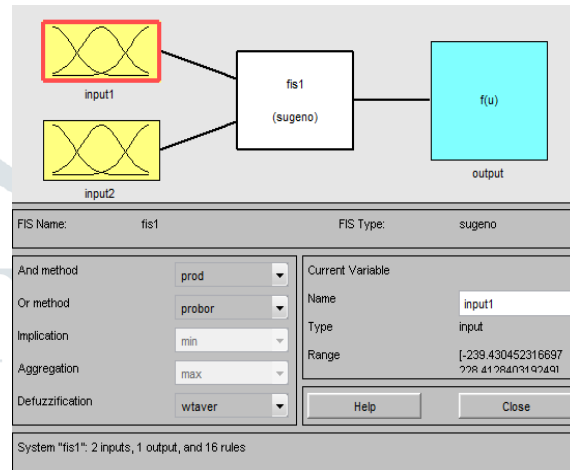 input1
input2
fis1
(sugeno)
f(u)
output
FIS Name: fis1 FIS Type: sugeno
And method prod
Or method probor
Implication min
Aggregation max
Defuzzification wtaver
Current Variable
Name input1
Type input
Range [-239.430452316697
228.4128403192491
Help Close
System "fis1": 2 inputs, 1 output, and 16 rules